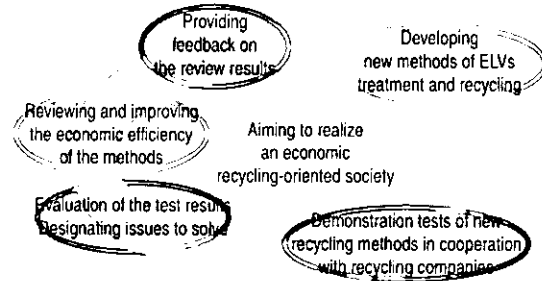 Providing
feedback on
the review results
Developing
new methods of ELVs
treatment and recycling
Reviewing and improving
the economic efficiency
of the methods
Aiming to realize
an economic
recycling-oriented society
Evaluation of the test results
Designating issues to solve
Demonstration tests of new
recycling methods in cooperation
with recycling companies